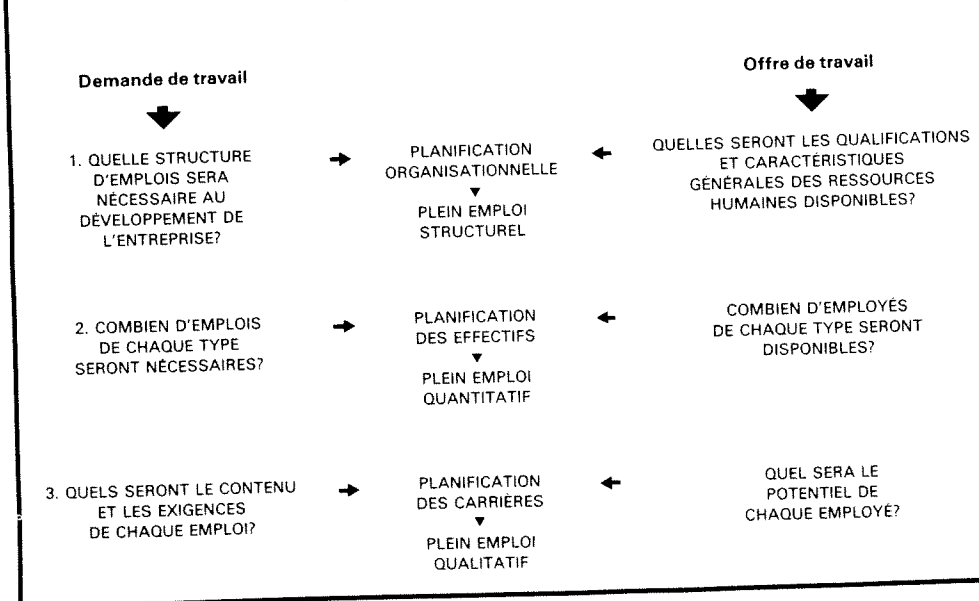 Demande de travail
Offre de travail
1. QUELLE STRUCTURE
D'EMPLOIS SERA
NÉCESSAIRE AU
DÉVELOPPEMENT DE
L'ENTREPRISE?
PLANIFICATION
ORGANISATIONNELLE
PLEIN EMPLOI
STRUCTUREL
QUELLES SERONT LES QUALIFICATIONS
ET CARACTÉRISTIQUES
GÉNÉRALES DES RESSOURCES
HUMAINES DISPONIBLES?
2. COMBIEN D'EMPLOIS
DE CHAQUE TYPE
SERONT NÉCESSAIRES?
PLANIFICATION
DES EFFECTIFS
PLEIN EMPLOI
QUANTITATIF
COMBIEN D'EMPLOYÉS
DE CHAQUE TYPE SERONT
DISPONIBLES?
3. QUELS SERONT LE CONTENU
ET LES EXIGENCES
DE CHAQUE EMPLOI?
PLANIFICATION
DES CARRIÈRES
PLEIN EMPLOI
QUALITATIF
QUEL SERA LE
POTENTIEL DE
CHAQUE EMPLOYÉ?